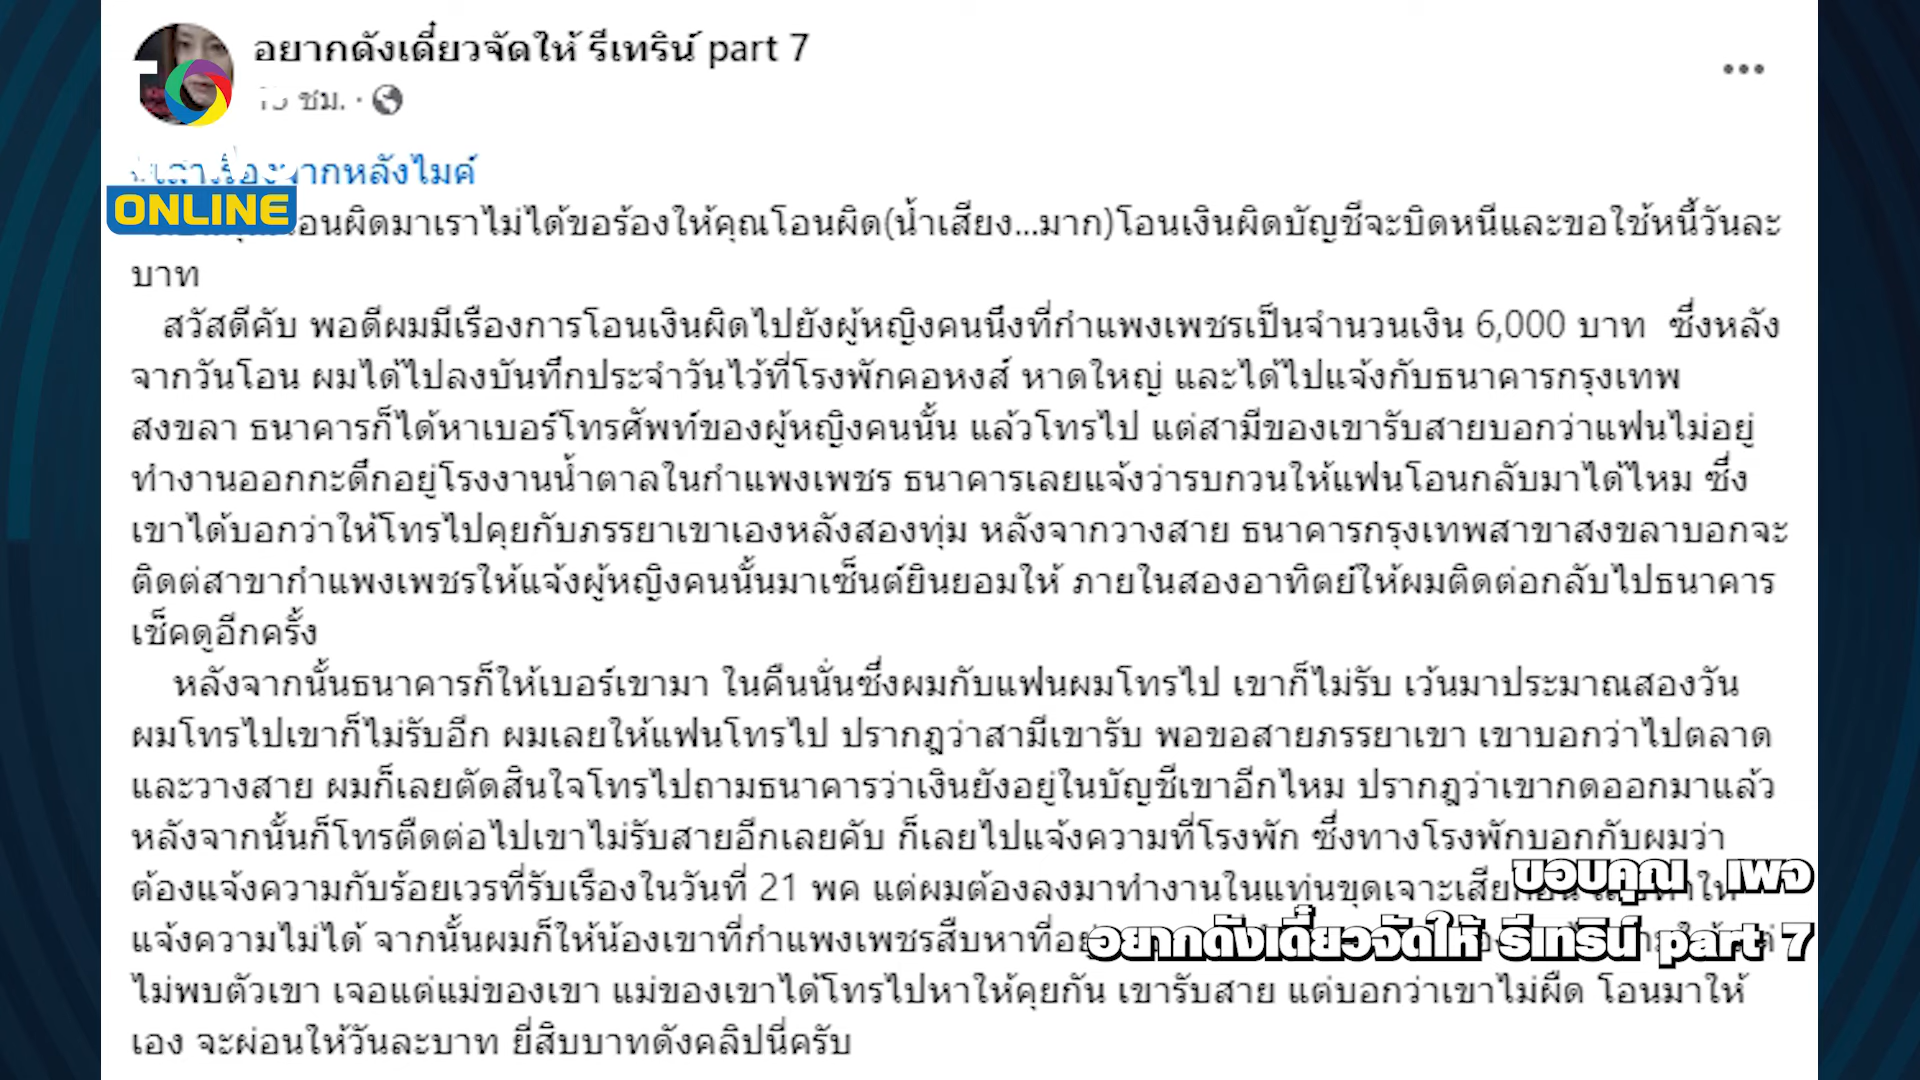 อยากดังเดี๋ยวจัดให้ รีเทริน์ part 7
ชม.
หลังไมค์
ONLINE
โอนผิดมาเราไม่ได้ขอร้องให้คุณโอนผิด(น้ำเสียง...มาก)โอนเงินผิดบัญชีจะบิดหนีและขอใช้หนี้วันละ
บาท
สวัสดีคับ พอดีผมมีเรื่องการโอนเงินผิดไปยังผู้หญิงคนนึงที่กำแพงเพชรเป็นจำนวนเงิน 6,000 บาท ซึ่งหลัง
จากวันโอน ผมได้ไปลงบันทึกประจำวันไว้ที่โรงพักคอหงส์ หาดใหญ่ และได้ไปแจ้งกับธนาคารกรุงเทพ
สงขลา ธนาคารก็ได้หาเบอร์โทรศัพท์ของผู้หญิงคนนั้น แล้วโทรไป แต่สามีของเขารับสายบอกว่าแฟนไม่อยู่
ทำงานออกกะดึกอยู่โรงงานน้ำตาลในกำแพงเพชร ธนาคารเลยแจ้งว่ารบกวนให้แฟนโอนกลับมาได้ไหม ซึ่ง
เขาได้บอกว่าให้โทรไปคุยกับภรรยาเขาเองหลังสองทุ่ม หลังจากวางสาย ธนาคารกรุงเทพสาขาสงขลาบอกจะ
ติดต่สาขากำแพงเพชรให้แจ้งผู้หญิงคนนั้นมาเซ็นต์ยินยอมให้ ภายในสองอาทิตย์ให้ผมติดต่อกลับไปธนาคาร
เช็คดูอีกครั้ง
หลังจากนั้นธนาคารก็ให้เบอร์เขามา ในคืนนั่นซึ่งผมกับแฟนผมโทรไป เขาก็ไม่รับ เว้นมาประมาณสองวัน
ผมโทรไปเขาก็ไม่รับอีก ผมเลยให้แฟนโทรไป ปรากฎว่าสามีเขารับ พอขอสายภรรยาเขา เขาบอกว่าไปตลาด
และวางสาย ผมก็เลยตัดสินใจโทรไปถามธนาคารว่าเงินยังอยู่ในบัญชีเขาอีกไหม ปรากฎว่าเขากดออกมาแล้ว
หลังจากนั้นก็โทรตืดต่อไปเขาไม่รับสายอีกเลยคับ ก็เลยไปแจ้งความที่โรงพัก ซึ่งทางโรงพักบอกกับผมว่า
ต้องแจ้งความกับร้อยเวรที่รับเรื่องในวันที่ 21 พค แต่ผมต้องลงมาทำงานในแท่นขุดเจาะเสียก่อน
แจ้งความไม่ได้ จากนั้นผมก็ให้น้องเขาที่กำแพงเพชรสืบหาที่อยู่
ไม่พบตัวเขา เจอแต่แม่ของเขา แม่ของเขาได้โทรไปหาให้คุยกัน เขารับสาย แต่บอกว่าเขาไม่ผืด โอนมาให้
เอง จะผ่อนให้วันละบาท ยี่สิบบาทดังคลิปนี่ครับ
ขอบคุณ เพจ
อยากดังเดี๋ยวจัดให้ รีเทริน์ part 7